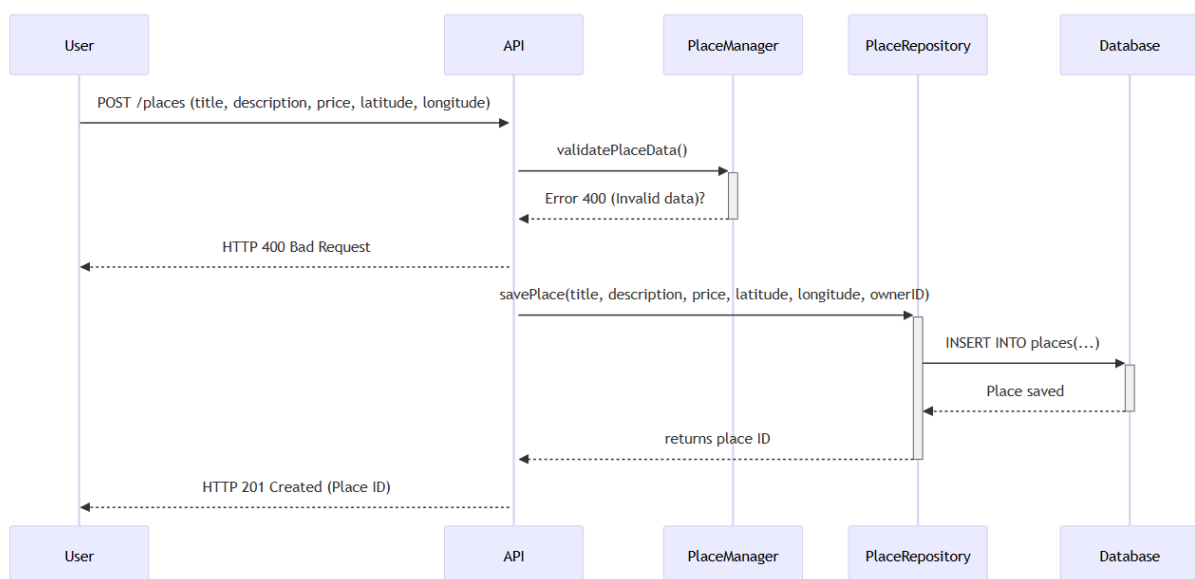 User
API
PlaceManager
PlaceRepository
Database
POST /places (title, description, price, latitude, longitude)
validatePlaceData()
Error 400 (Invalid data)?
HTTP 400 Bad Request
savePlace(title, description, price, latitude, longitude, ownerID)
INSERT INTO places(...)
Place saved
returns place ID
HTTP 201 Created (Place ID)
User
API
PlaceManager
PlaceRepository
Database